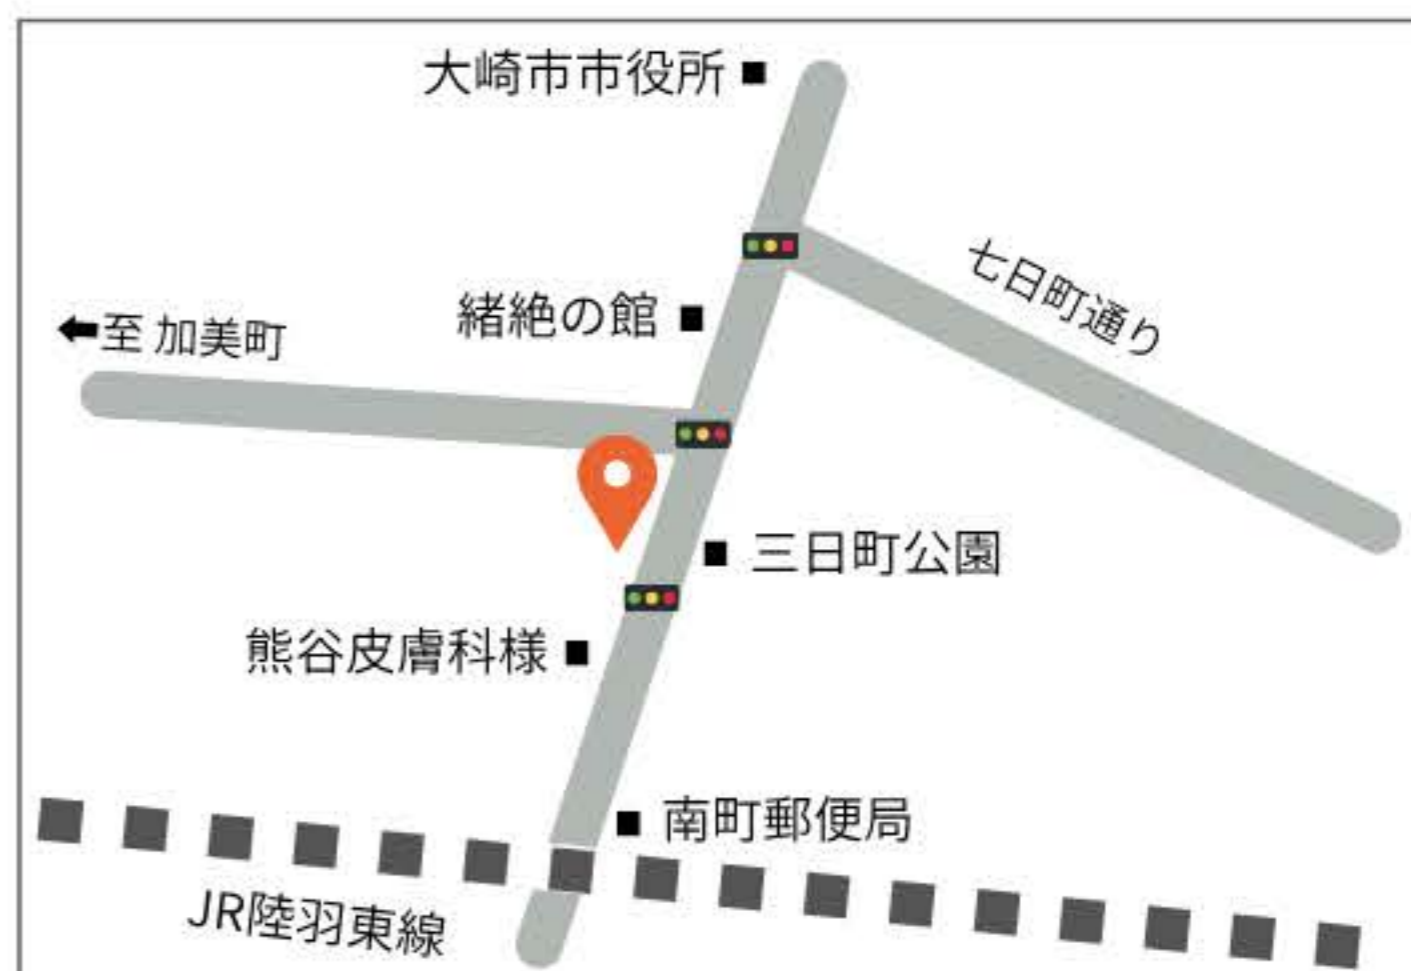 大崎市市役所
七日町通り
緒絶の館
至 加美町
三日町公園
熊谷皮膚科様
南町郵便局
JR陸羽東線